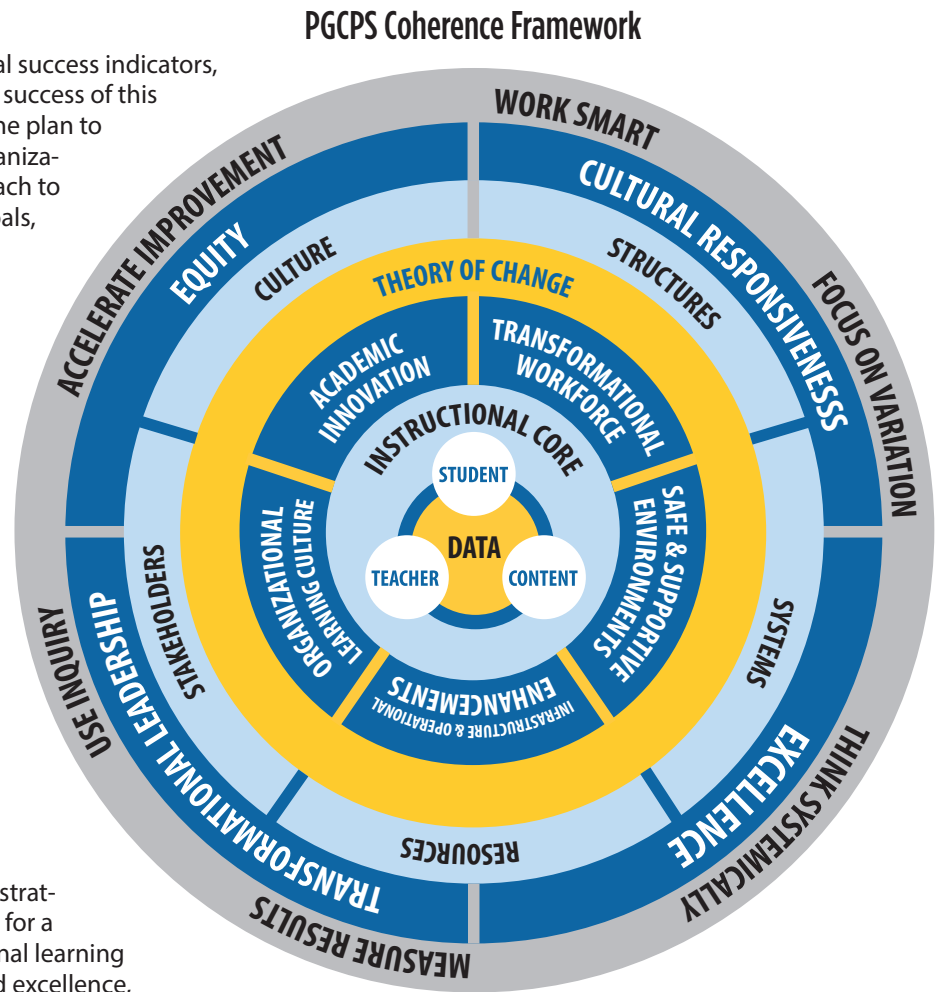 PGCPS Coherence Framework
al success indicators,
success of this
ne plan to
aniza-
ach to
als,
WORK SMART
FOCUS ON VARIATION
THINK SYSTEMICALLY
MEASURE RESULTS
USE INQUIRY
ACCELERATE IMPROVEMENT
EQUITY
CULTURAL RESPONSIVENESSS
EXCELLENCE
TRANSFORMATIONAL LEADERSHIP
CULTURE
STRUCTURES
SYSTEMS
RESOURCES
STAKEHOLDERS
THEORY OF CHANGE
ACADEMIC
INNOVATION
TRANSFORMATIONAL
WORKFORCE
SAFE & SUPPORTIVE
ENVIRONMENTS
INFRASTRUCTURE & OPERATIONAL
ENHANCEMENTS
ORGANIZATIONAL
LEARNING CULTURE
INSTRUCTIONAL CORE
STUDENT
DATA
TEACHER
CONTENT
strat-
for a
nal learning
d excellence,